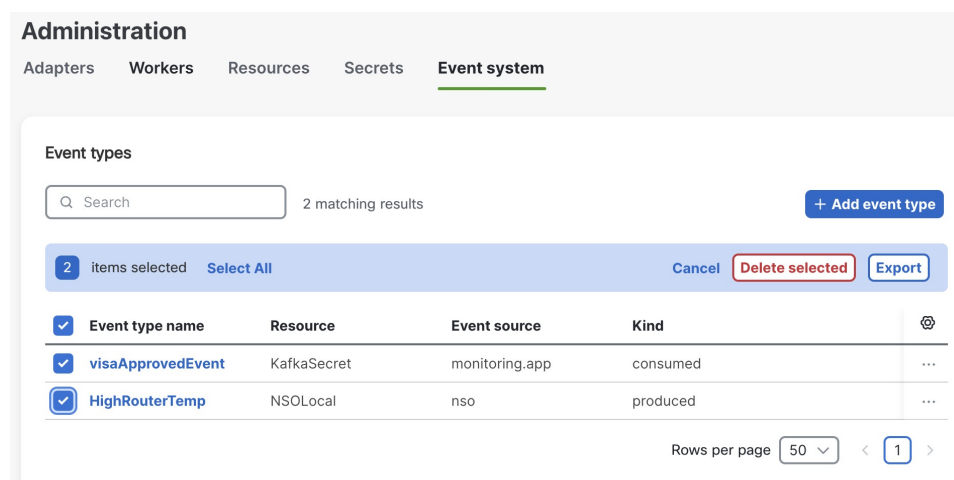 Administration
Adapters Workers Resources Secrets Event system
Event types
Search 2 matching results + Add event type
2 items selected Select All Cancel Delete selected Export
Event type name Resource Event source Kind
visaApprovedEvent KafkaSecret monitoring.app consumed ...
HighRouterTemp NSOLocal nso produced ...
Rows per page 50 < 1 >